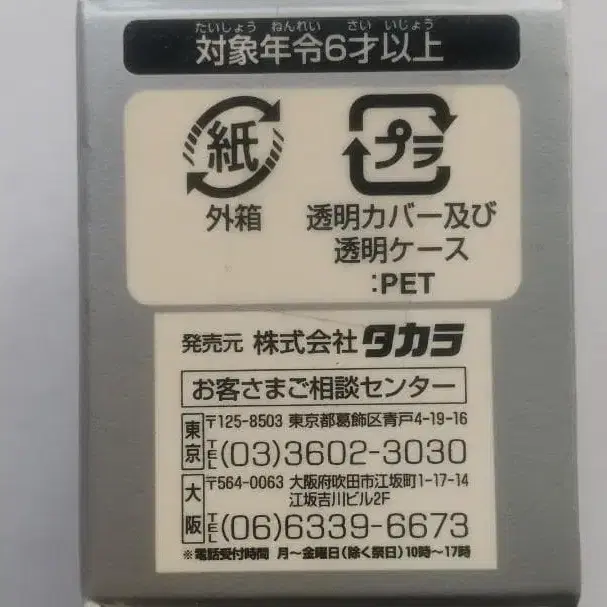 たいしょう ねんれい さい いじょう
対象年令6才以上
紙 プラ
外箱 透明カバー及び
透明ケース
:PET
発売元 株式会社 タカラ
お客さまご相談センター
東京 〒125-8503 東京都葛飾区青戸4-19-16
TEL(03)3602-3030
大阪 〒564-0063 大阪府吹田市江坂町1-17-14
江坂吉川ビル2F
TEL(06)6339-6673
※電話受付時間 月〜金曜日(除く祭日)10時〜17時